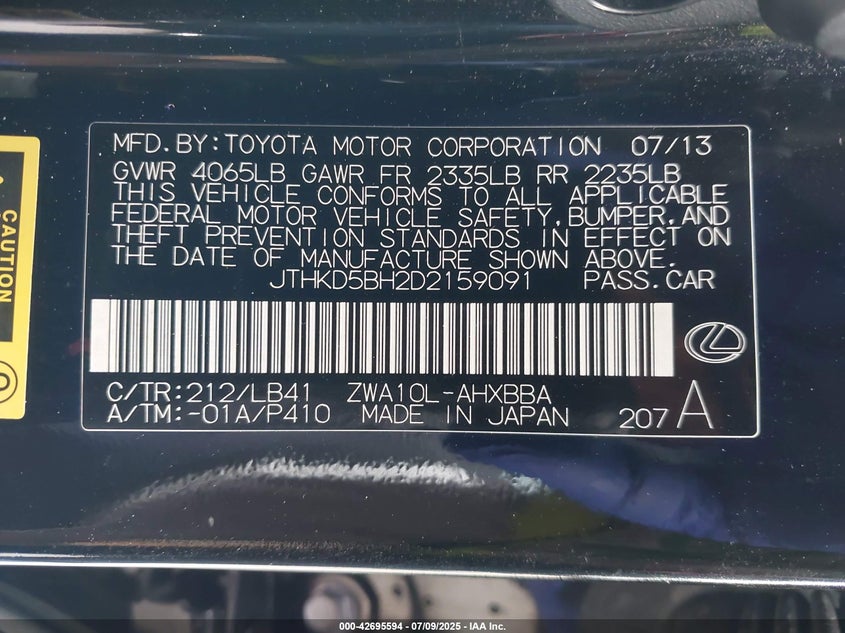 MFD.BY:TOYOTA MOTOR CORPORATION 07/13
GVWR 4065LB GAWR FR 2335LB RR 2235LB
THIS VEHICLE CONFORMS TO ALL APPLICABLE
FEDERAL MOTOR VEHICLE SAFETY,BUMPER,AND
THEFT PREVENTION STANDARDS IN EFFECT ON
THE DATE OF MANUFACTURE SHOWN ABOVE.
JTHKD5BH2D2159091 PASS.CAR
C/TR:212/LB41 ZWA10L-AHXBBA
A/TM:-01A/P410 MADE IN JAPAN 207 A
CAUTION
000-42695594 - 07/09/2025 - IAA Inc.